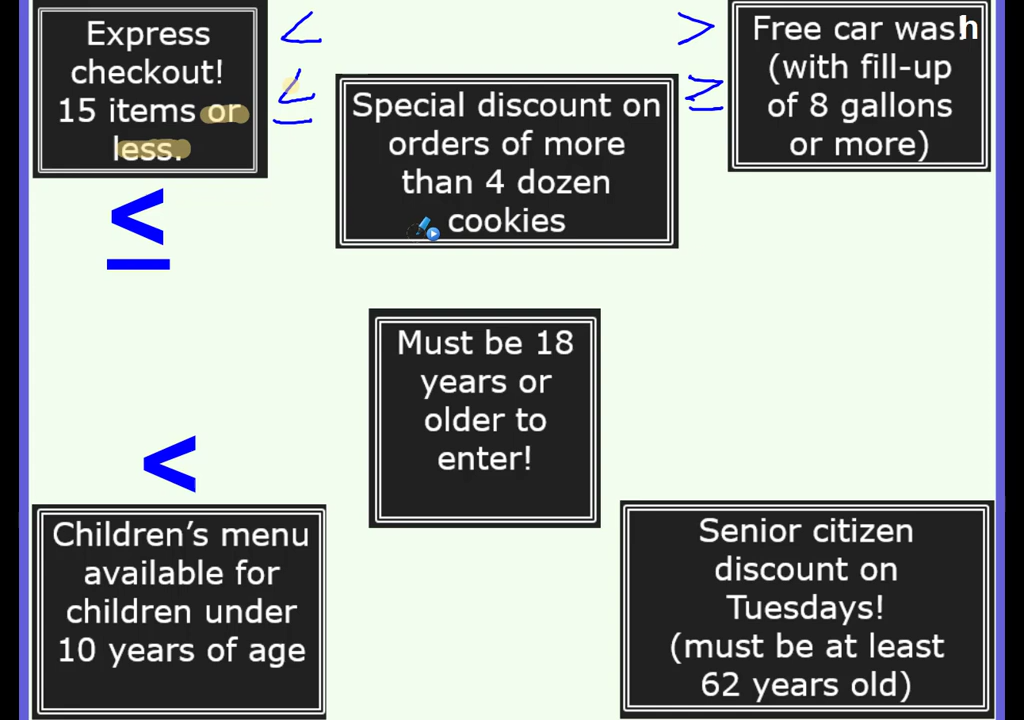 Express
checkout!
15 items or
less.
<
≤
>
≥
Free car wash
(with fill-up
of 8 gallons
or more)
Special discount on
orders of more
than 4 dozen
cookies
≤
Must be 18
years or
older to
enter!
<
Children’s menu
available for
children under
10 years of age
Senior citizen
discount on
Tuesdays!
(must be at least
62 years old)